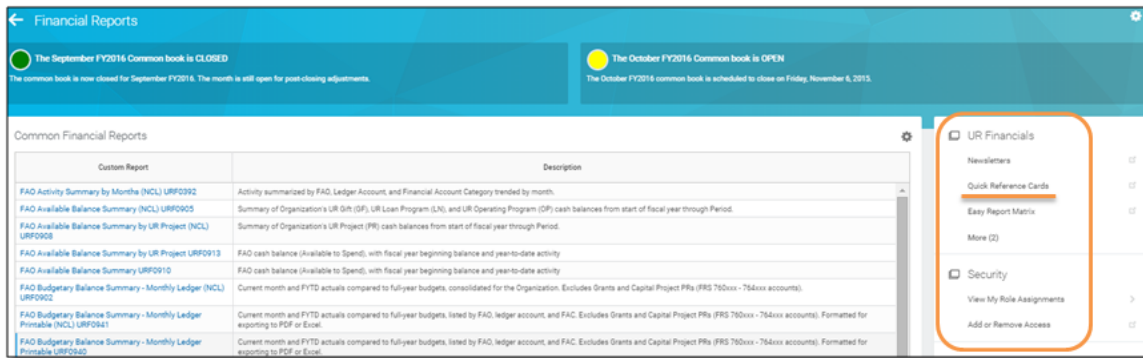 Financial Reports
The September FY2016 Common book is CLOSED
The common book is now closed for September FY2016. The month is still open for post-closing adjustments.
The October FY2016 Common book is OPEN
The October FY2016 common book is scheduled to close on Friday, November 6, 2015.
Common Financial Reports
Custom Report
Description
FAO Activity Summary by Months (NCL) URF0392
Activity summarized by FAO, Ledger Account, and Financial Account Category trended by month.
FAO Available Balance Summary (NCL) URF0905
Summary of Organization's UR Gift (GF), UR Loan Program (LN), and UR Operating Program (OP) cash balances from start of fiscal year through Period.
FAO Available Balance Summary by UR Project (NCL)
URF0908
Summary of Organization's UR Project (PR) cash balances from start of fiscal year through Period.
FAO Available Balance Summary by UR Project URF0913
FAO cash balance (Available to Spend), with fiscal year beginning balance and year-to-date activity
FAO Available Balance Summary URF0910
FAO cash balance (Available to Spend), with fiscal year beginning balance and year-to-date activity
FAO Budgetary Balance Summary - Monthly Ledger (NCL)
URF0902
Current month and FYTD actuals compared to full-year budgets, consolidated for the Organization. Excludes Grants and Capital Project PRs (FRS 760xxx - 764xxx accounts).
FAO Budgetary Balance Summary - Monthly Ledger
Printable (NCL) URF0941
Current month and FYTD actuals compared to full-year budgets, listed by FAO, ledger account, and FAC. Excludes Grants and Capital Project PRs (FRS 760xxx - 764xxx accounts). Formatted for
exporting to PDF or Excel.
FAO Budgetary Balance Summary - Monthly Ledger
Printable URF0940
Current month and FYTD actuals compared to full-year budgets, listed by FAO, ledger account, and FAC. Excludes Grants and Capital Project PRs (FRS 760xxx - 764xxx accounts). Formatted for
exporting to PDF or Excel.
UR Financials
Newsletters
Quick Reference Cards
Easy Report Matrix
More (2)
Security
View My Role Assignments
Add or Remove Access